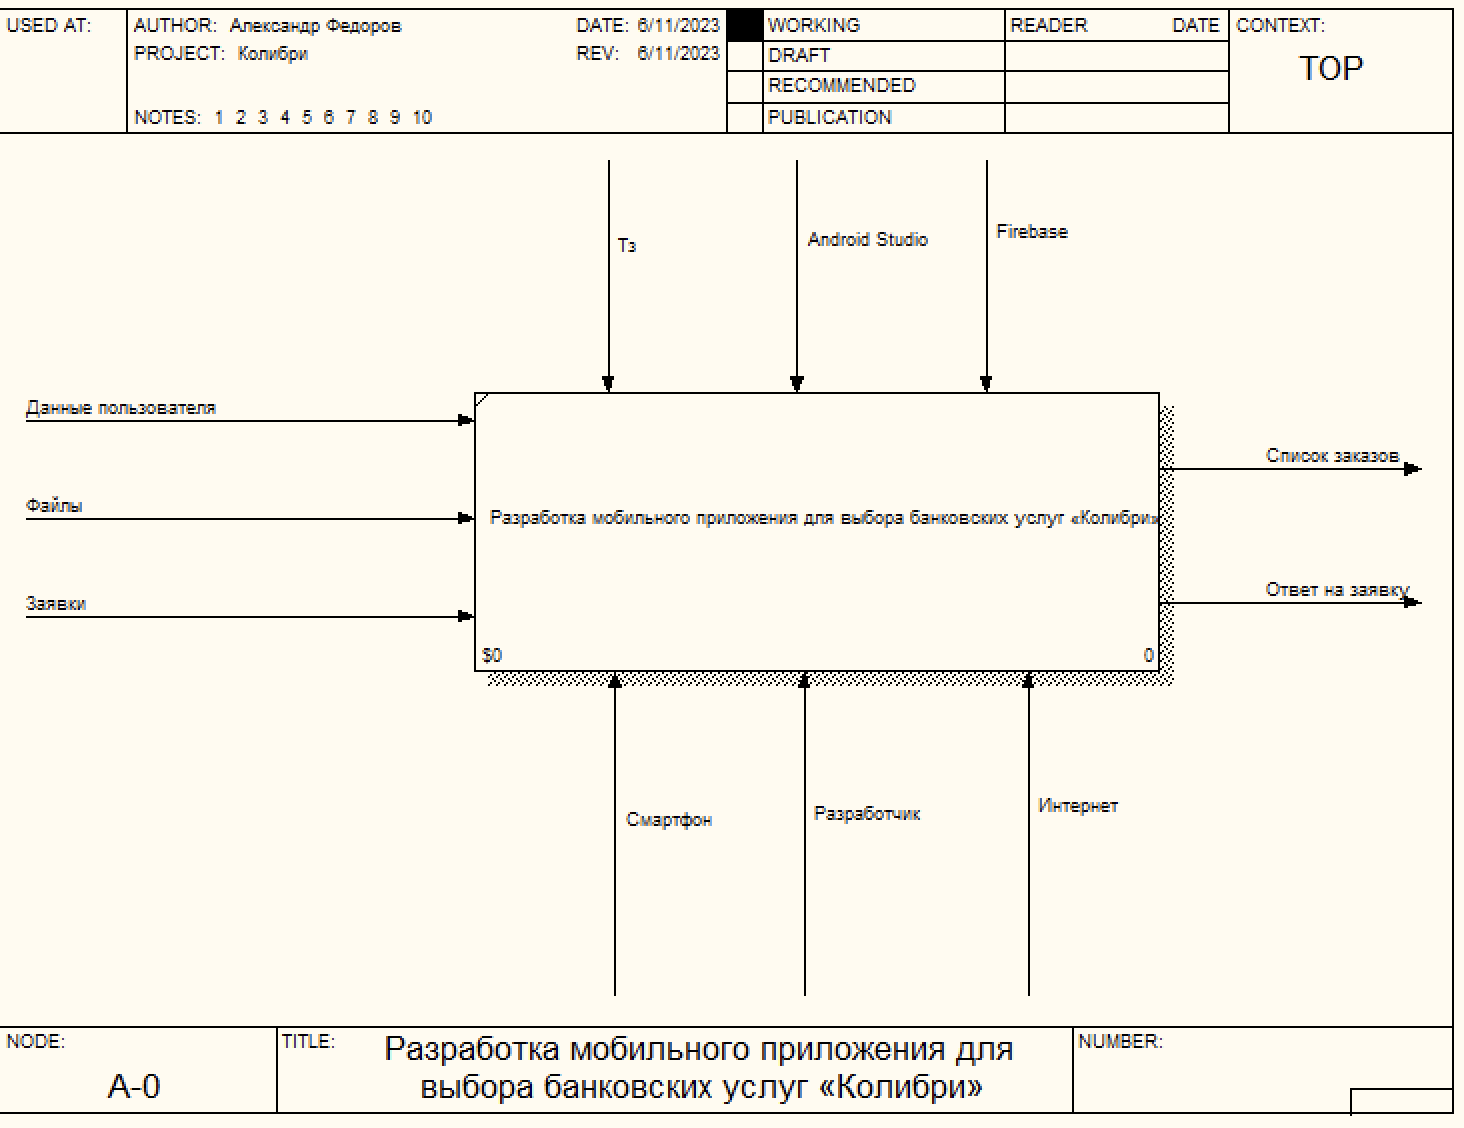 USED AT:
AUTHOR: Александр Федоров
DATE: 6/11/2023
PROJECT: Колибри
REV: 6/11/2023
NOTES: 1 2 3 4 5 6 7 8 9 10
WORKING
DRAFT
RECOMMENDED
PUBLICATION
READER DATE
CONTEXT:
TOP
Тз
Android Studio
Firebase
Данные пользователя
Файлы
Заявки
Разработка мобильного приложения для выбора банковских услуг «Колибри»
$0
0
Список заказов
Ответ на заявку
Смартфон
Разработчик
Интернет
NODE:
A-0
TITLE:
Разработка мобильного приложения для
выбора банковских услуг «Колибри»
NUMBER: